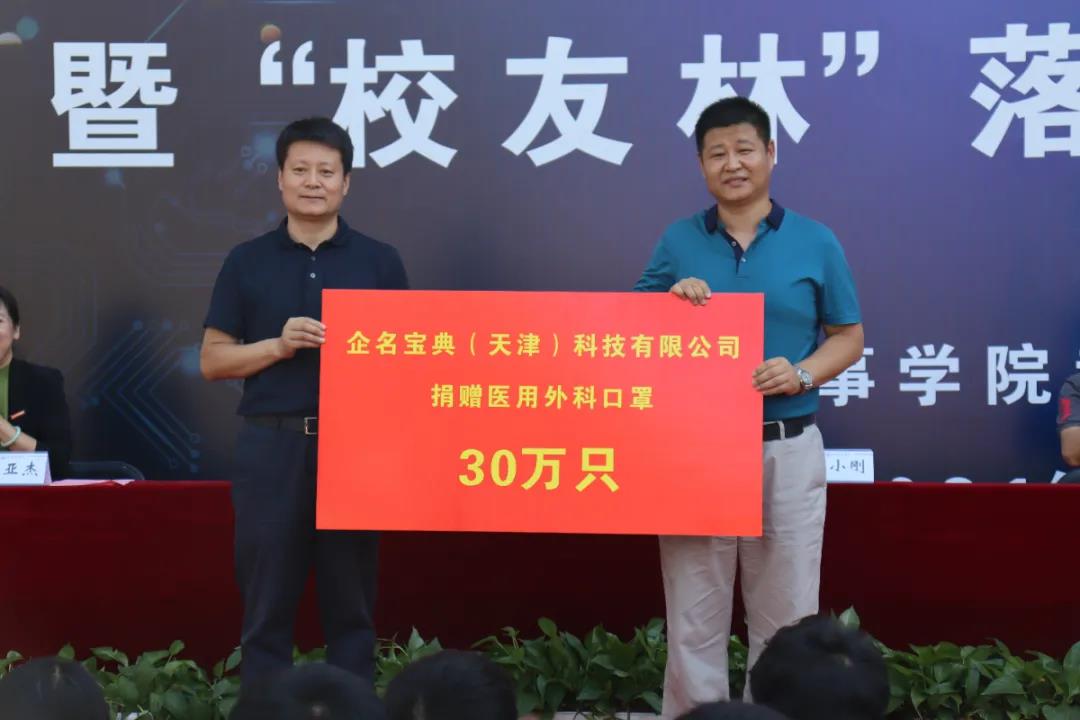 暨“校友林”落
企名宝典（天津）科技有限公司
捐赠医用外科口罩
30万只
事学院
亚杰
小刚